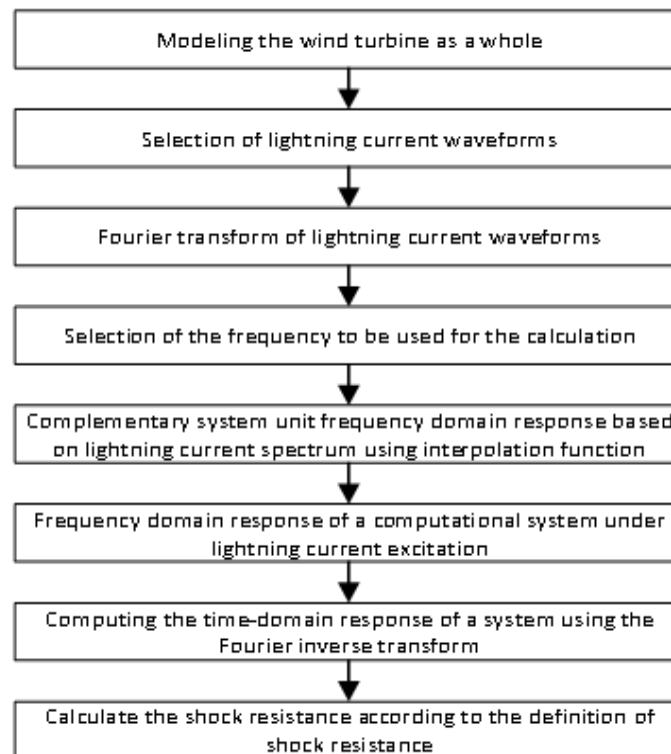 Modeling the wind turbine as a whole
Selection of lightning current waveforms
Fourier transform of lightning current waveforms
Selection of the frequency to be used for the calculation
Complementary system unit frequency domain response based
on lightning current spectrum using interpolation function
Frequency domain response of a computational system under
lightning current excitation
Computing the time-domain response of a system using the
Fourier inverse transform
Calculate the shock resistance according to the definition of
shock resistance